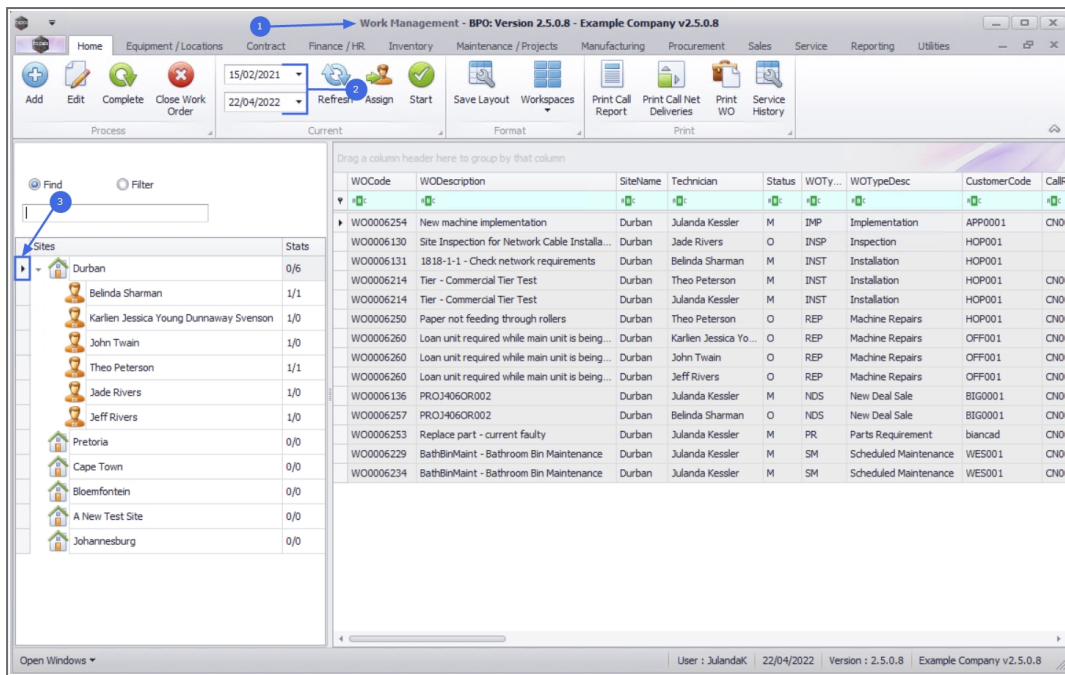 1
Work Management - BPO: Version 2.5.0.8 - Example Company v2.5.0.8
Home Equipment / Locations Contract Finance / HR Inventory Maintenance / Projects Manufacturing Procurement Sales Service Reporting Utilities
15/02/2021
2
22/04/2022
Add Edit Complete Close Work Order Refresh Assign Start Save Layout Workspaces Print Call Report Print Call Net Deliveries Print WO Service History
Process Current Format Print
Drag a column header here to group by that column
Find Filter
3
Sites Stats
Durban 0/6
Belinda Sharman 1/1
Karlien Jessica Young Dunnaway Svenson 1/0
John Twain 1/0
Theo Peterson 1/1
Jade Rivers 1/0
Jeff Rivers 1/0
Pretoria 0/0
Cape Town 0/0
Bloemfontein 0/0
A New Test Site 0/0
Johannesburg 0/0
WOCode WODescription SiteName Technician Status WOTy... WOTypeDesc CustomerCode CallR
WO0006254 New machine implementation Durban Julanda Kessler M IMP Implementation APP0001 CN0
WO0006130 Site Inspection for Network Cable Installa... Durban Jade Rivers O INSP Inspection HOP001
WO0006131 1818-1-1 - Check network requirements Durban Belinda Sharman M INST Installation HOP001
WO0006214 Tier - Commercial Tier Test Durban Theo Peterson M INST Installation HOP001 CN0
WO0006214 Tier - Commercial Tier Test Durban Julanda Kessler M INST Installation HOP001 CN0
WO0006250 Paper not feeding through rollers Durban Theo Peterson O REP Machine Repairs HOP001 CN0
WO0006260 Loan unit required while main unit is being... Durban Karlien Jessica Yo... O REP Machine Repairs OFF001 CN0
WO0006260 Loan unit required while main unit is being... Durban John Twain O REP Machine Repairs OFF001 CN0
WO0006260 Loan unit required while main unit is being... Durban Jeff Rivers O REP Machine Repairs OFF001 CN0
WO0006136 PROJ406OR002 Durban Julanda Kessler M NDS New Deal Sale BIG0001 CN0
WO0006257 PROJ406OR002 Durban Belinda Sharman O NDS New Deal Sale BIG0001 CN0
WO0006253 Replace part - current faulty Durban Julanda Kessler M PR Parts Requirement biancad CN0
WO0006229 BathBinMaint - Bathroom Bin Maintenance Durban Julanda Kessler M SM Scheduled Maintenance WES001 CN0
WO0006234 BathBinMaint - Bathroom Bin Maintenance Durban Julanda Kessler M SM Scheduled Maintenance WES001 CN0
Open Windows User : JulandaK 22/04/2022 Version : 2.5.0.8 Example Company v2.5.0.8